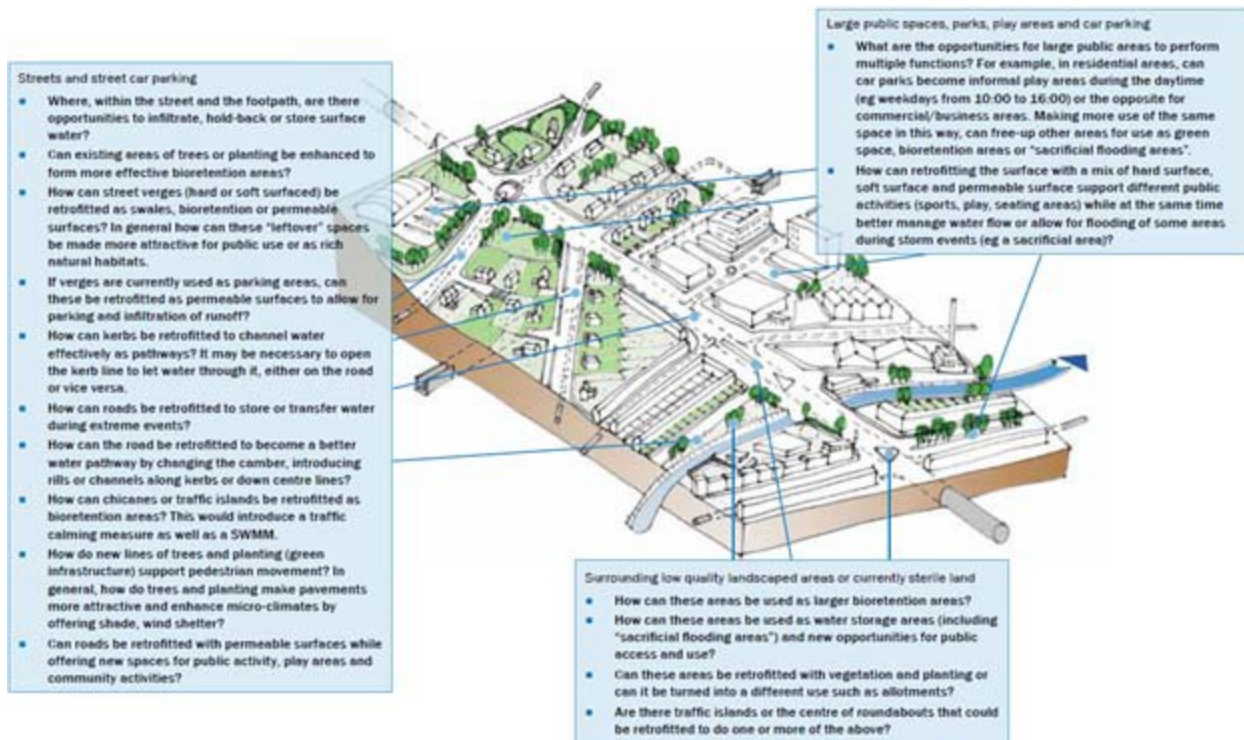 Streets and street car parking
• Where, within the street and the footpath, are there
opportunities to infiltrate, hold-back or store surface
water?
• Can existing areas of trees or planting be enhanced to
form more effective bioretention areas?
• How can street verges (hard or soft surfaced) be
retrofitted as swales, bioretention or permeable
surfaces? In general how can these "leftover" spaces
be made more attractive for public use or as rich
natural habitats.
• If verges are currently used as parking areas, can
these be retrofitted as permeable surfaces to allow for
parking and infiltration of runoff?
• How can kerbs be retrofitted to channel water
effectively as pathways? It may be necessary to open
the kerb line to let water through it, either on the road
or vice versa.
• How can roads be retrofitted to store or transfer water
during extreme events?
• How can the road be retrofitted to become a better
water pathway by changing the camber, introducing
rills or channels along kerbs or down centre lines?
• How can chicanes or traffic islands be retrofitted as
bioretention areas? This would introduce a traffic
calming measure as well as a SWMM.
• How do new lines of trees and planting (green
infrastructure) support pedestrian movement? In
general, how do trees and planting make pavements
more attractive and enhance micro-climates by
offering shade, wind shelter?
• Can roads be retrofitted with permeable surfaces while
offering new spaces for public activity, play areas and
community activities?
Large public spaces, parks, play areas and car parking
• What are the opportunities for large public areas to perform
multiple functions? For example, in residential areas, can
car parks become informal play areas during the daytime
(eg weekdays from 10:00 to 16:00) or the opposite for
commercial/business areas. Making more use of the same
space in this way, can free-up other areas for use as green
space, bioretention areas or "sacrificial flooding areas".
• How can retrofitting the surface with a mix of hard surface,
soft surface and permeable surface support different public
activities (sports, play, seating areas) while at the same time
better manage water flow or allow for flooding of some areas
during storm events (eg a sacrificial area)?
Surrounding low quality landscaped areas or currently sterile land
• How can these areas be used as larger bioretention areas?
• How can these areas be used as water storage areas (including
"sacrificial flooding areas") and new opportunities for public
access and use?
• Can these areas be retrofitted with vegetation and planting or
can it be turned into a different use such as allotments?
• Are there traffic islands or the centre of roundabouts that could
be retrofitted to do one or more of the above?